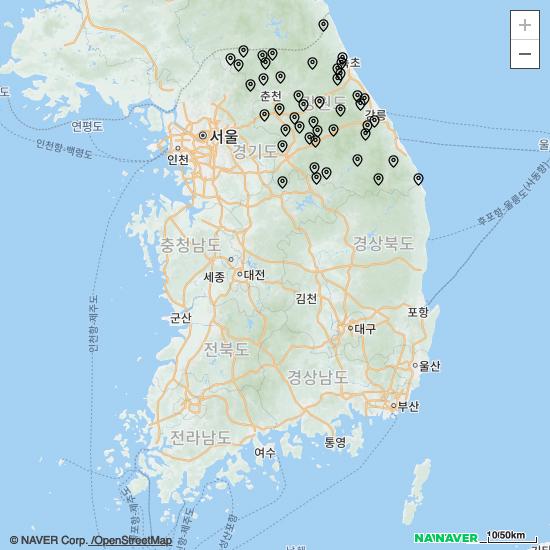 +
−
초
춘천
강원도
강릉
연평도
서울
경기도
인천항-백령도
인천
울
후포항-울릉도(사동항)
충청남도
경상북도
세종
대전
인천항-제주도
김천
군산
포항
전북도
대구
경상남도
울산
부산
전라남도
통영
여수
© NAVER Corp. /OpenStreetMap
NAVER
10/50km